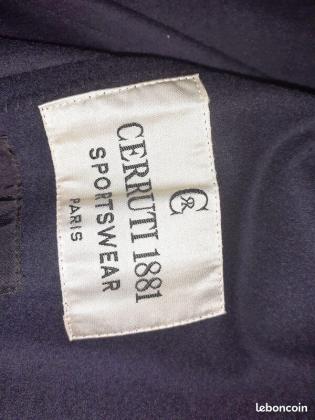 C&
CERRUTI 1881
SPORTSWEAR
PARIS
leboncoin